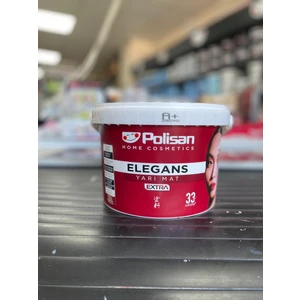 A+
Polisan
HOME COSMETICS
ELEGANS
YARI MAT
EXTRA
33